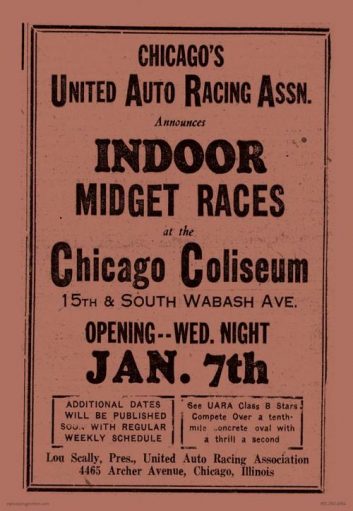 CHICAGO'S
UNITED AUTO RACING ASSN.
Announces
INDOOR
MIDGET RACES
at the
Chicago Coliseum
15TH & SOUTH WABASH AVE.
OPENING--WED. NIGHT
JAN. 7th
ADDITIONAL DATES
WILL BE PUBLISHED
WITH REGULAR
WEEKLY SCHEDULE
See UARA Class B Stars
Compete Over a tenth-
mile concrete oval with
a thrill a second
Lou Scally, Pres., United Auto Racing Association
4465 Archer Avenue, Chicago, Illinois